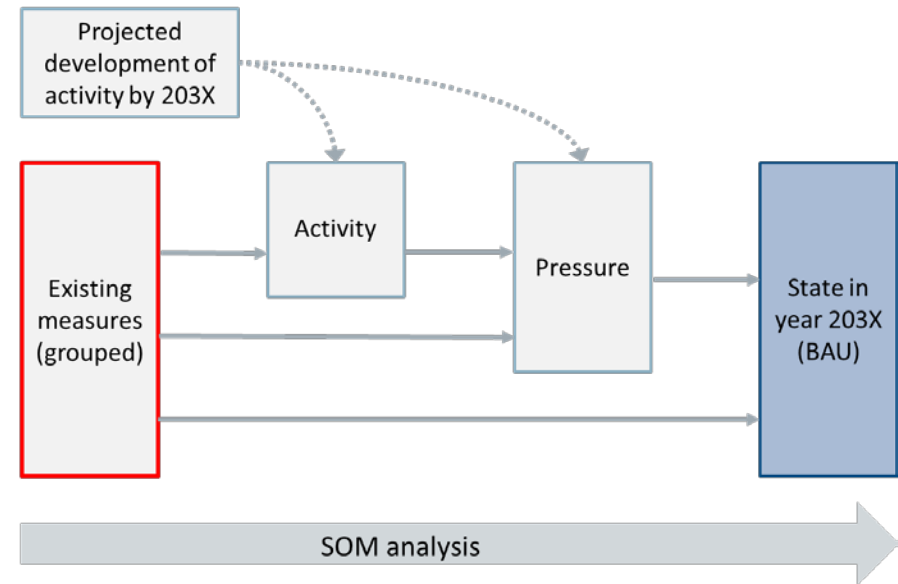 Projected
development of
activity by 203X
Activity
Pressure
Existing
measures
(grouped)
State in
year 203X
(BAU)
SOM analysis